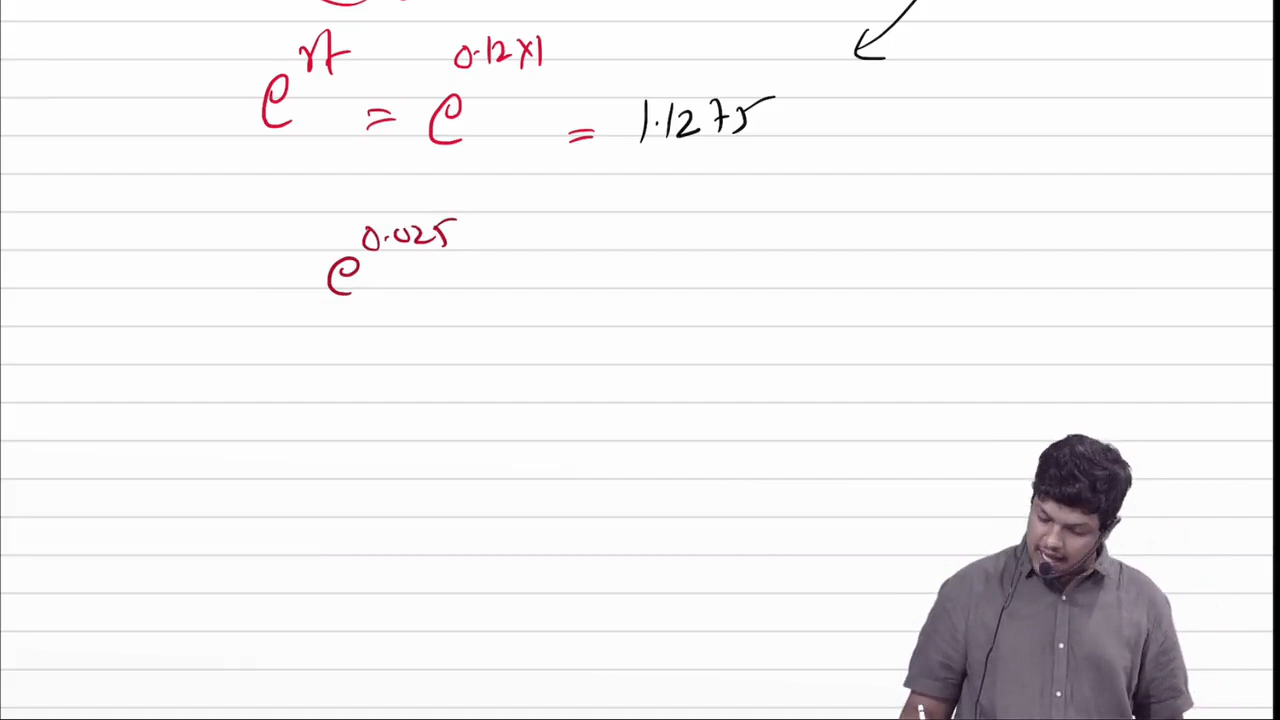 e^rt = e^0.12×1 = 1.1275
e^0.025